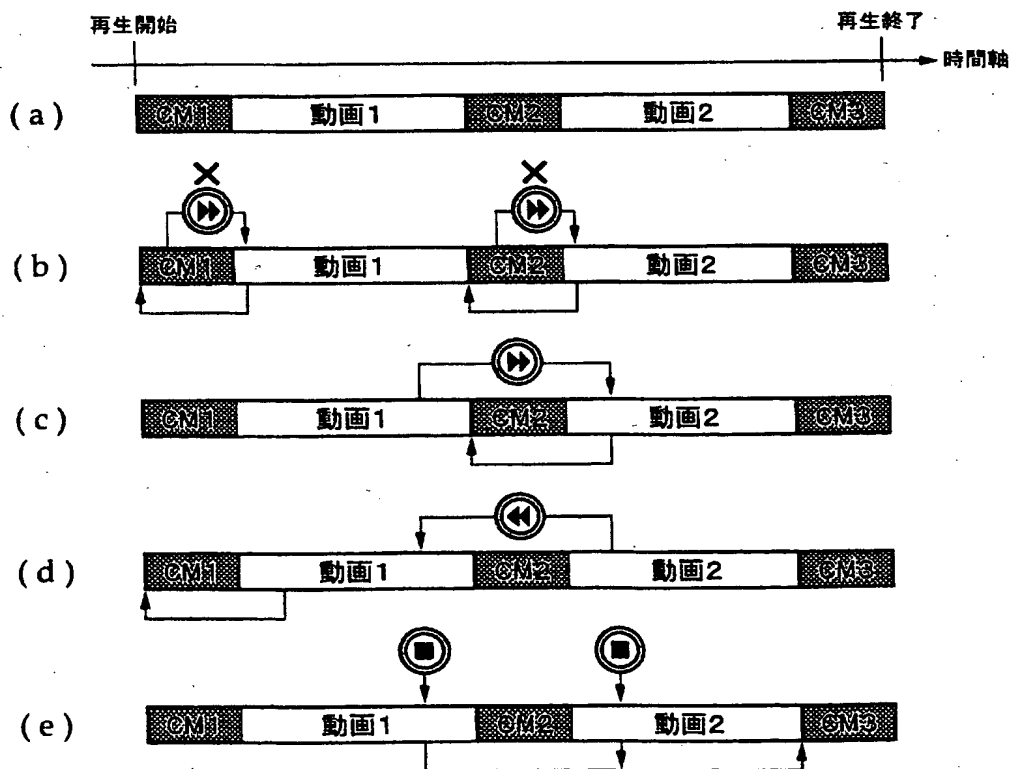 再生開始
再生終了
時間軸
(a) CM1 動画1 CM2 動画2 CM3
(b) CM1 動画1 CM2 動画2 CM3
(c) CM1 動画1 CM2 動画2 CM3
(d) CM1 動画1 CM2 動画2 CM3
(e) CM1 動画1 CM2 動画2 CM3